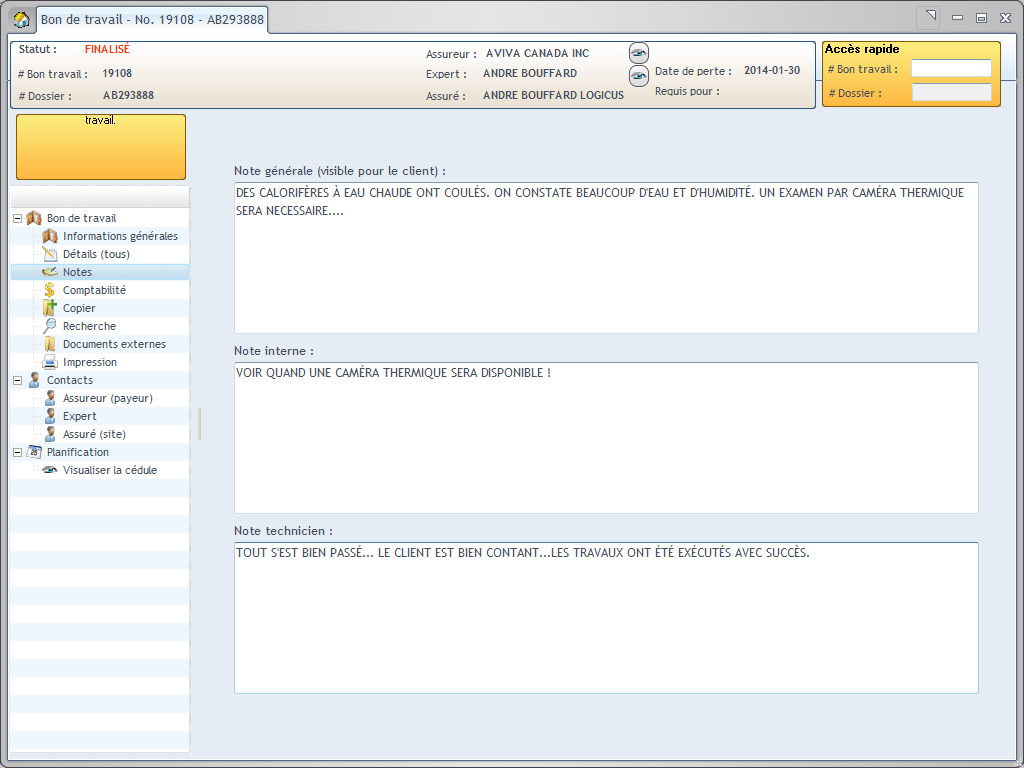 Bon de travail - No. 19108 - AB293888
Statut : FINALISÉ
# Bon travail : 19108
# Dossier : AB293888
Assureur : AVIVA CANADA INC
Expert : ANDRE BOUFFARD
Assuré : ANDRE BOUFFARD LOGICUS
Date de perte : 2014-01-30
Requis pour :
Accès rapide
# Bon travail :
# Dossier :
travail.
Bon de travail
Informations générales
Détails (tous)
Notes
Comptabilité
Copier
Recherche
Documents externes
Impression
Contacts
Assureur (payeur)
Expert
Assuré (site)
Planification
Visualiser la cédule
Note générale (visible pour le client) :
DES CALORIFÈRES À EAU CHAUDE ONT COULÉS. ON CONSTATE BEAUCOUP D'EAU ET D'HUMIDITÉ. UN EXAMEN PAR CAMÉRA THERMIQUE
SERA NECESSAIRE....
Note interne :
VOIR QUAND UNE CAMÉRA THERMIQUE SERA DISPONIBLE !
Note technicien :
TOUT S'EST BIEN PASSÉ... LE CLIENT EST BIEN CONTANT...LES TRAVAUX ONT ÉTÉ EXÉCUTÉS AVEC SUCCÈS.